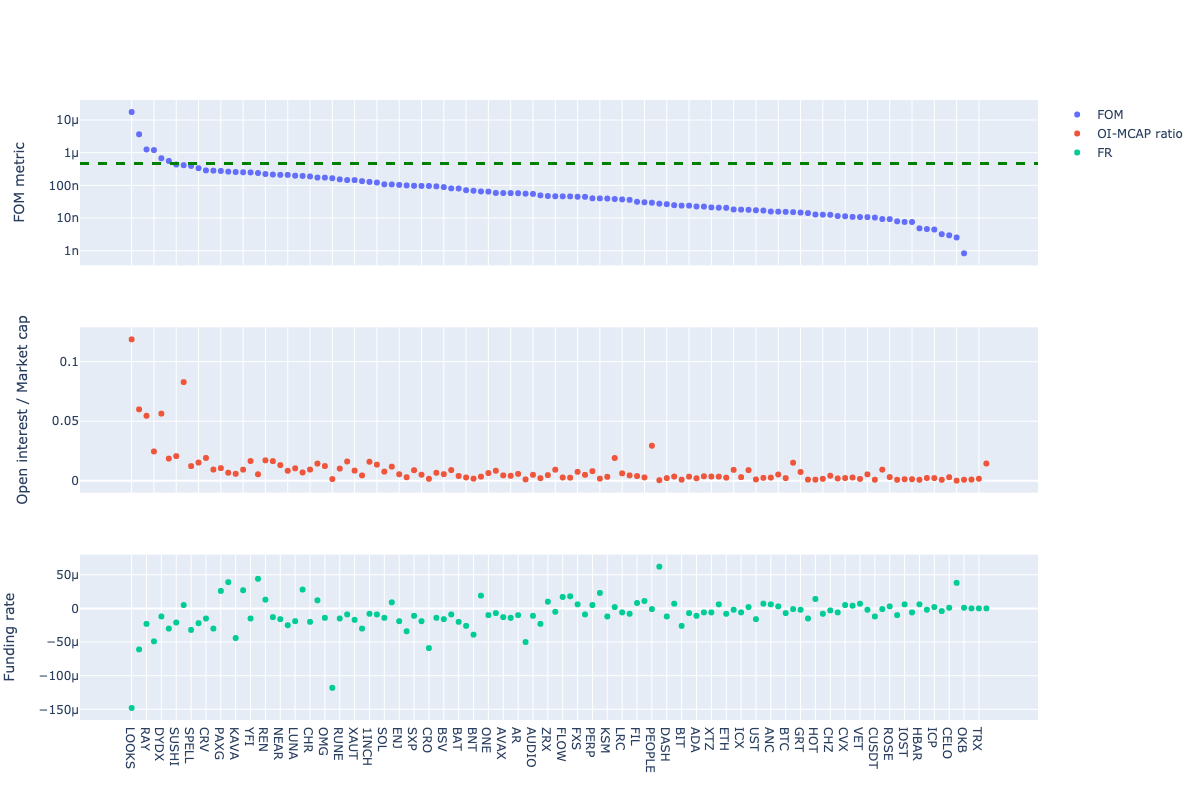 FOM metric
10μ
1μ
100n
10n
1n
FOM
OI-MCAP ratio
FR
Open interest / Market cap
0.1
0.05
0
Funding rate
50μ
0
−50μ
−100μ
−150μ
LOOKS
RAY
DYDX
SUSHI
SPELL
CRV
PAXG
KAVA
YFI
REN
NEAR
LUNA
CHR
OMG
RUNE
XAUT
1INCH
SOL
ENJ
SXP
CRO
BSV
BAT
BNT
ONE
AVAX
AR
AUDIO
ZRX
FLOW
FXS
PERP
KSM
LRC
FIL
PEOPLE
DASH
BIT
ADA
XTZ
ETH
ICX
UST
ANC
BTC
GRT
HOT
CHZ
CVX
VET
CUSDT
ROSE
IOST
HBAR
ICP
CELO
OKB
TRX